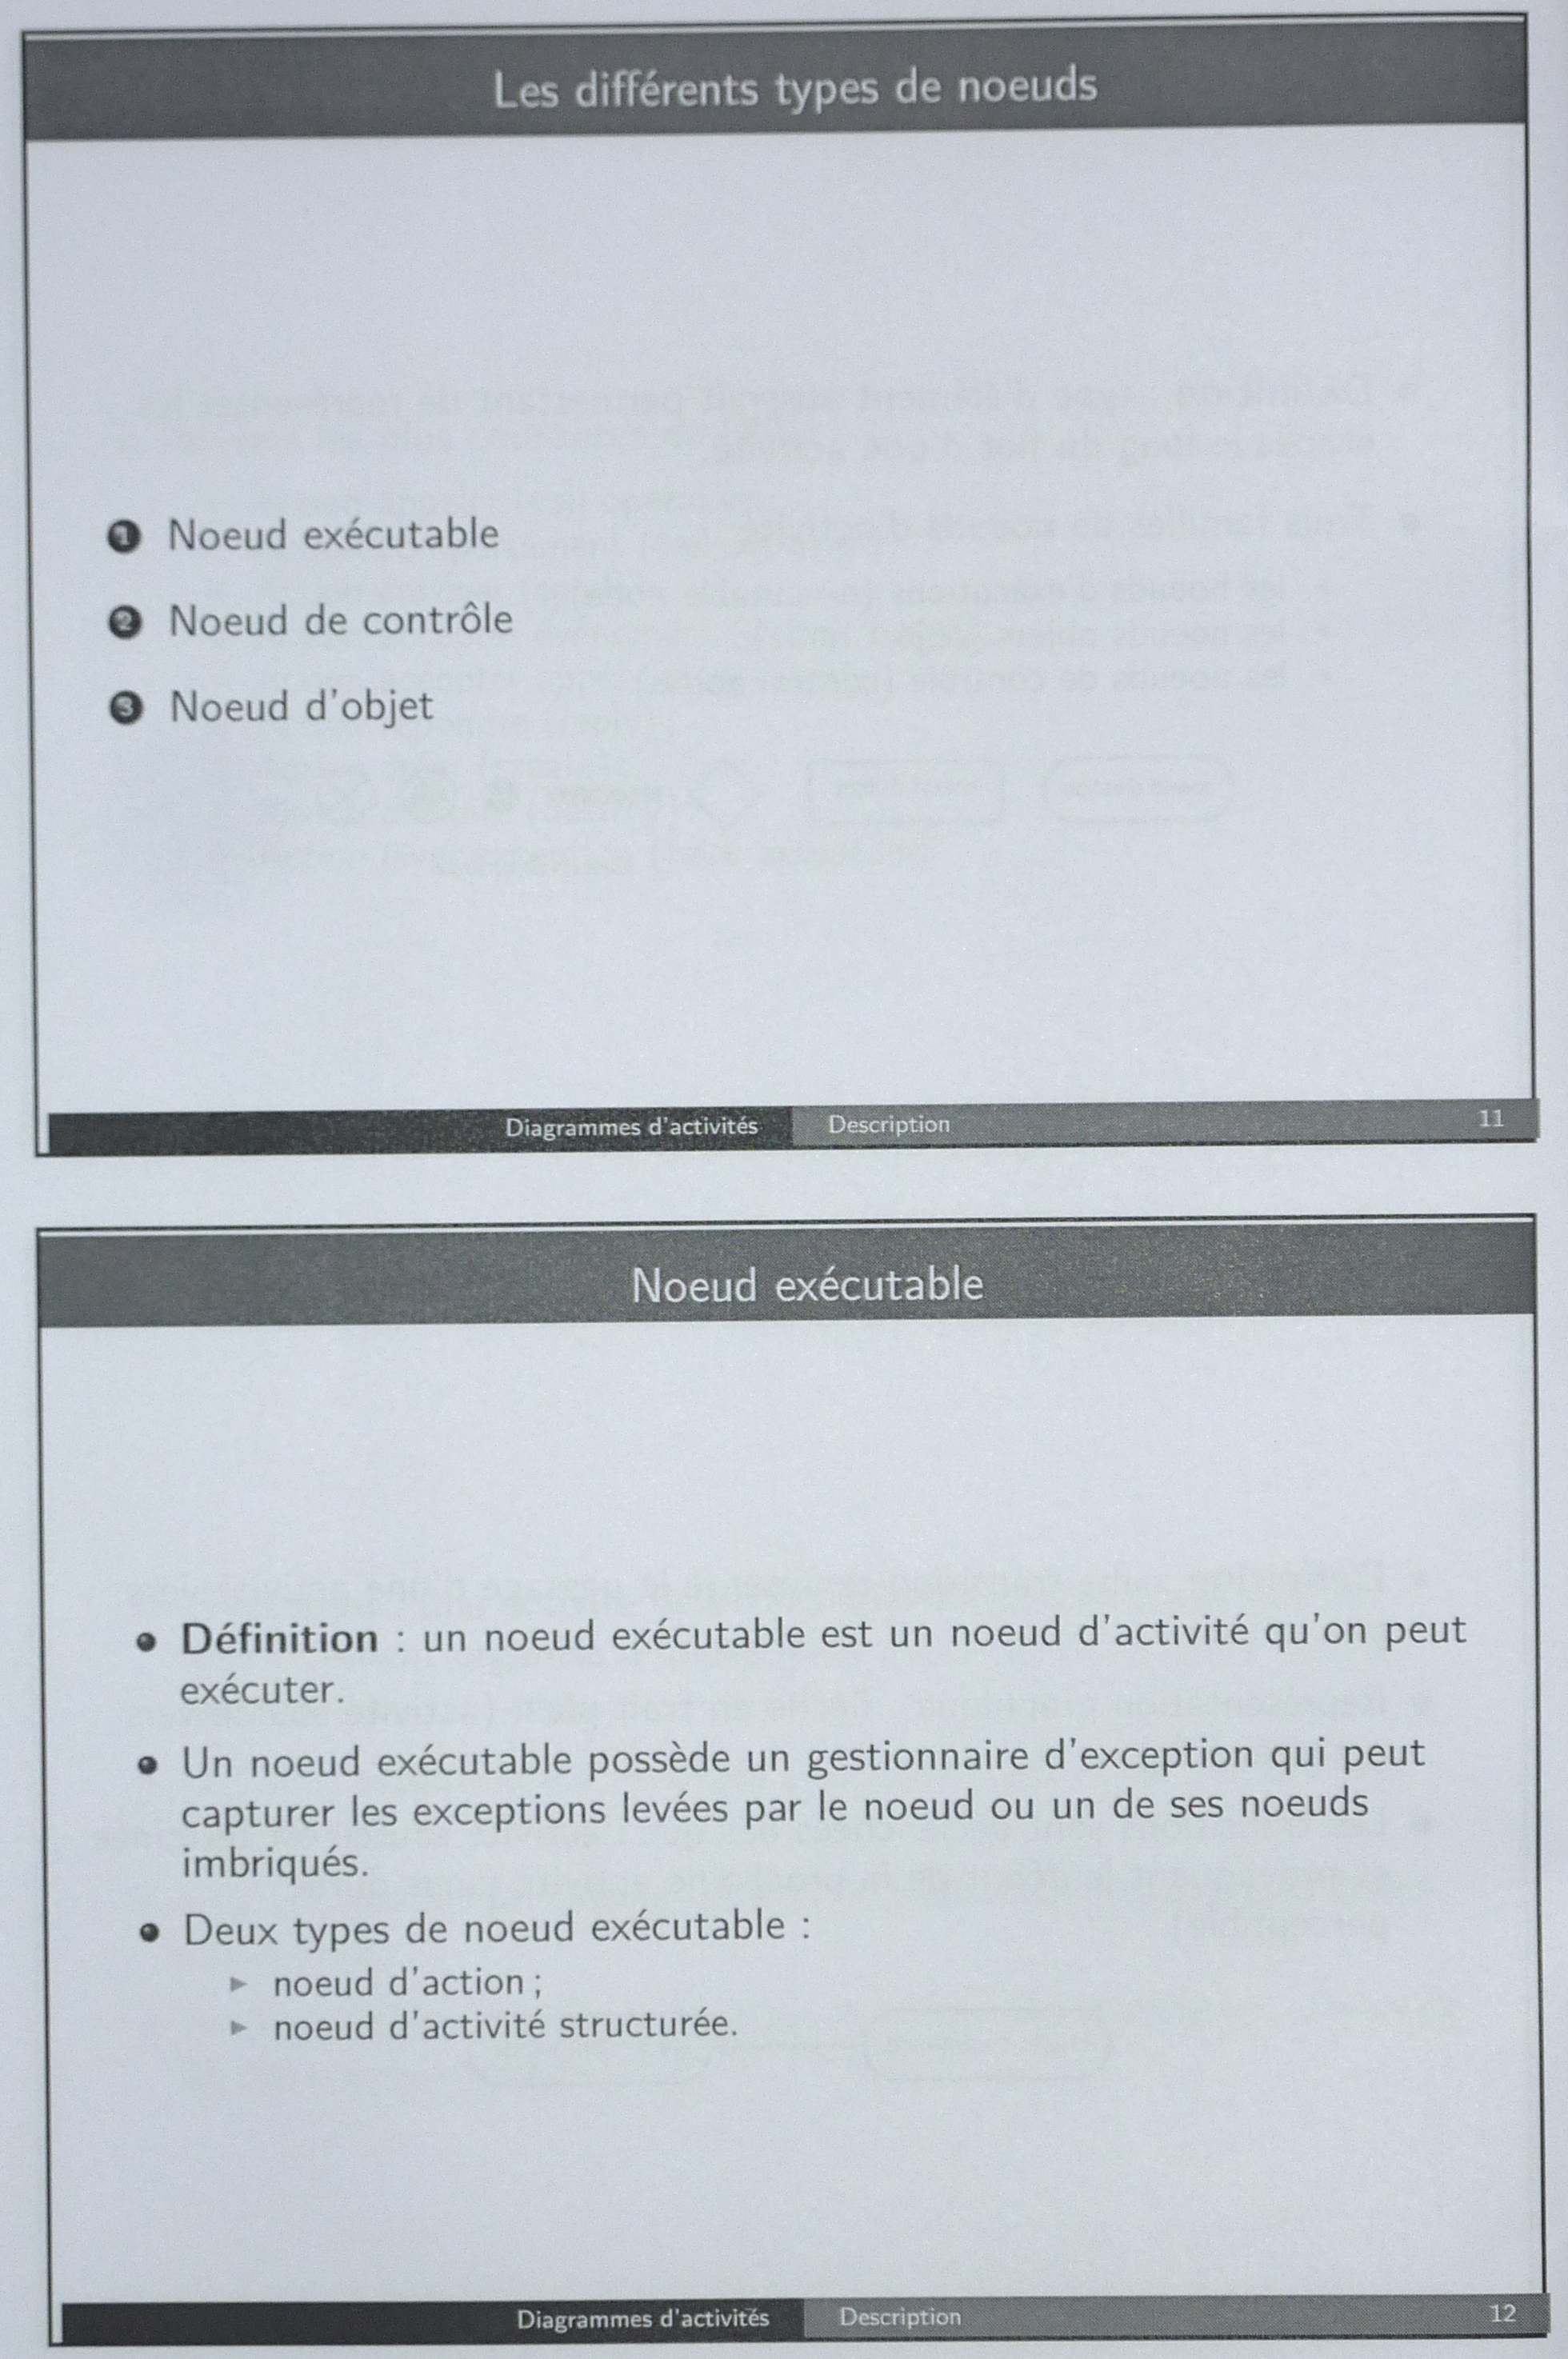 Les différents types de noeuds
1 Noeud exécutable
2 Noeud de contrôle
3 Noeud d'objet
Diagrammes d'activités Description 11
Noeud exécutable
• Définition : un noeud exécutable est un noeud d'activité qu'on peut
exécuter.
• Un noeud exécutable possède un gestionnaire d'exception qui peut
capturer les exceptions levées par le noeud ou un de ses noeuds
imbriqués.
• Deux types de noeud exécutable :
▶ noeud d'action ;
▶ noeud d'activité structurée.
Diagrammes d'activités Description 12